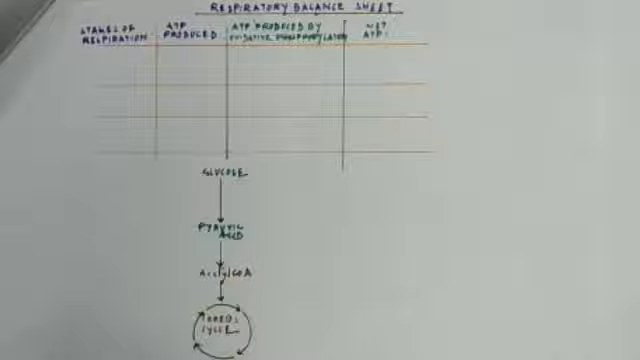 RESPIRATORY BALANCE SHEET
STAGES OF RESPIRATION
ATP PRODUCED
ATP PRODUCED BY OXIDATIVE PHOSPHORYLATION
NET ATP
GLUCOSE
PYRUVIC
ACID
Acetyl CoA
KREBS
CYCLE